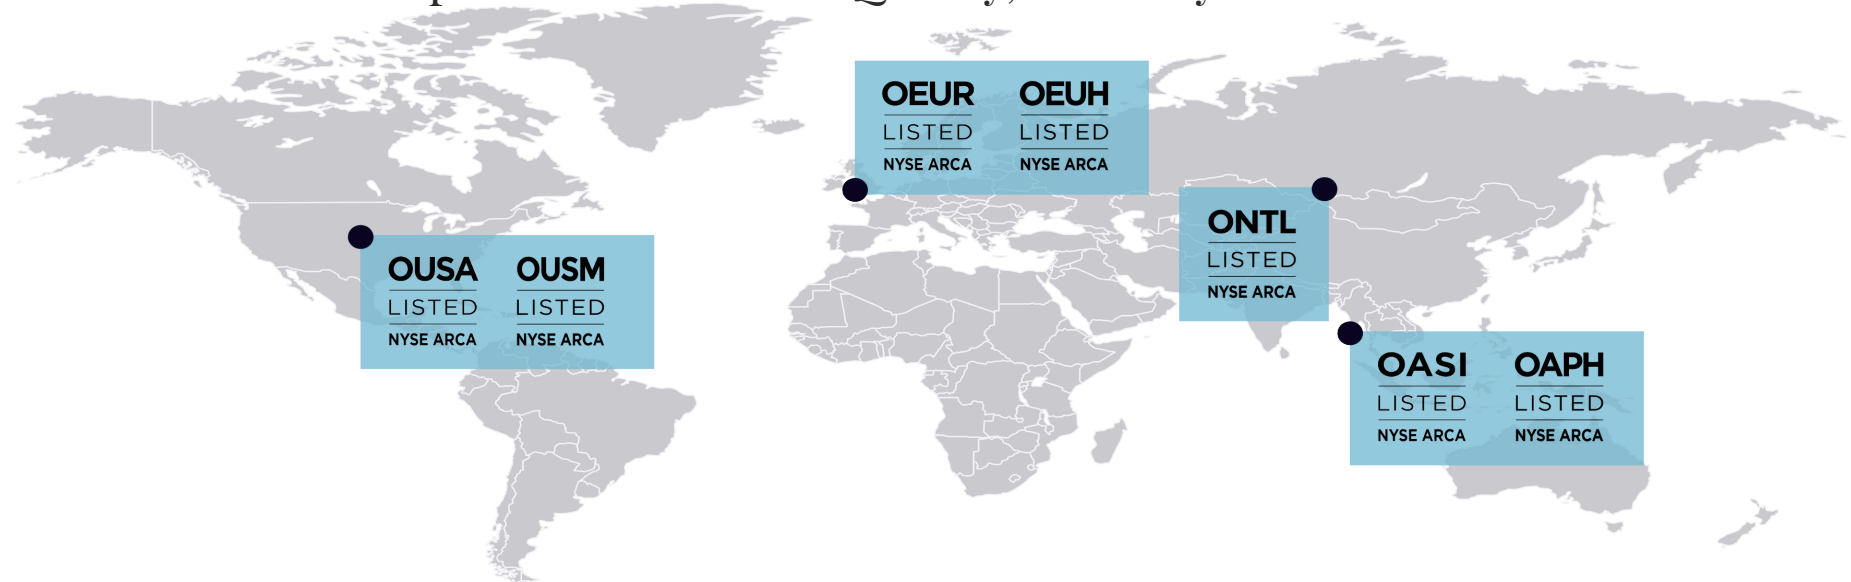 OEUR OEUH
LISTED LISTED
NYSE ARCA NYSE ARCA
ONTL
LISTED
NYSE ARCA
OUSA OUSM
LISTED LISTED
NYSE ARCA NYSE ARCA
OASI OAPH
LISTED LISTED
NYSE ARCA NYSE ARCA